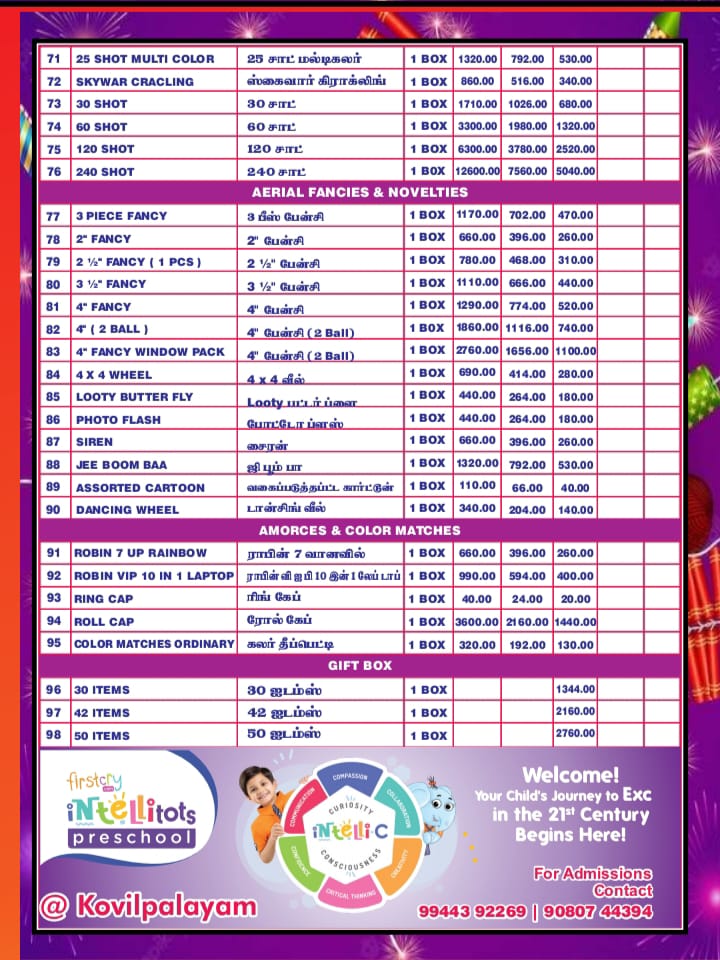 71 25 SHOT MULTI COLOR 25 சாட் மல்டிகலர் 1 BOX 1320.00 792.00 530.00
72 SKYWAR CRACLING ஸ்கைவார் கிராக்லிங் 1 BOX 860.00 516.00 340.00
73 30 SHOT 30 சாட் 1 BOX 1710.00 1026.00 680.00
74 60 SHOT 60 சாட் 1 BOX 3300.00 1980.00 1320.00
75 120 SHOT 120 சாட் 1 BOX 6300.00 3780.00 2520.00
76 240 SHOT 240 சாட் 1 BOX 12600.00 7560.00 5040.00
AERIAL FANCIES & NOVELTIES
77 3 PIECE FANCY 3 பீஸ் பேன்சி 1 BOX 1170.00 702.00 470.00
78 2" FANCY 2" பேன்சி 1 BOX 660.00 396.00 260.00
79 2 ½" FANCY ( 1 PCS ) 2 ½" பேன்சி 1 BOX 780.00 468.00 310.00
80 3 ½" FANCY 3 ½" பேன்சி 1 BOX 1110.00 666.00 440.00
81 4" FANCY 4" பேன்சி 1 BOX 1290.00 774.00 520.00
82 4" ( 2 BALL ) 4" பேன்சி (2 Ball) 1 BOX 1860.00 1116.00 740.00
83 4" FANCY WINDOW PACK 4" பேன்சி (2 Ball) 1 BOX 2760.00 1656.00 1100.00
84 4 X 4 WHEEL 4 x 4 வீல் 1 BOX 690.00 414.00 280.00
85 LOOTY BUTTER FLY Looty பட்டர் ப்ளை 1 BOX 440.00 264.00 180.00
86 PHOTO FLASH போட்டோ ப்ளஸ் 1 BOX 440.00 264.00 180.00
87 SIREN சைரன் 1 BOX 660.00 396.00 260.00
88 JEE BOOM BAA ஜி பூம் பா 1 BOX 1320.00 792.00 530.00
89 ASSORTED CARTOON வகைப்படுத்தப்பட்ட கார்ட்டூன் 1 BOX 110.00 66.00 40.00
90 DANCING WHEEL டான்சிங் வீல் 1 BOX 340.00 204.00 140.00
AMORCES & COLOR MATCHES
91 ROBIN 7 UP RAINBOW ராபின் 7 வானவில் 1 BOX 660.00 396.00 260.00
92 ROBIN VIP 10 IN 1 LAPTOP ராபின் வி ஐ பி 10 இன் 1 லேப் டாப் 1 BOX 990.00 594.00 400.00
93 RING CAP ரிங் கேப் 1 BOX 40.00 24.00 20.00
94 ROLL CAP ரோல் கேப் 1 BOX 3600.00 2160.00 1440.00
95 COLOR MATCHES ORDINARY கலர் தீப்பெட்டி 1 BOX 320.00 192.00 130.00
GIFT BOX
96 30 ITEMS 30 ஐடம்ஸ் 1 BOX 1344.00
97 42 ITEMS 42 ஐடம்ஸ் 1 BOX 2160.00
98 50 ITEMS 50 ஐடம்ஸ் 1 BOX 2760.00
firstcry
iNtellitots
preschool
COMPASSION
COLLABORATION
CREATIVITY
CRITICAL THINKING
CONFIDENCE
COMMUNICATION
CURIOSITY
iNtelli-C
CONSCIOUSNESS
Welcome!
Your Child's Journey to Exc
in the 21st Century
Begins Here!
For Admissions
Contact
@ Kovilpalayam
99443 92269 | 90807 44394